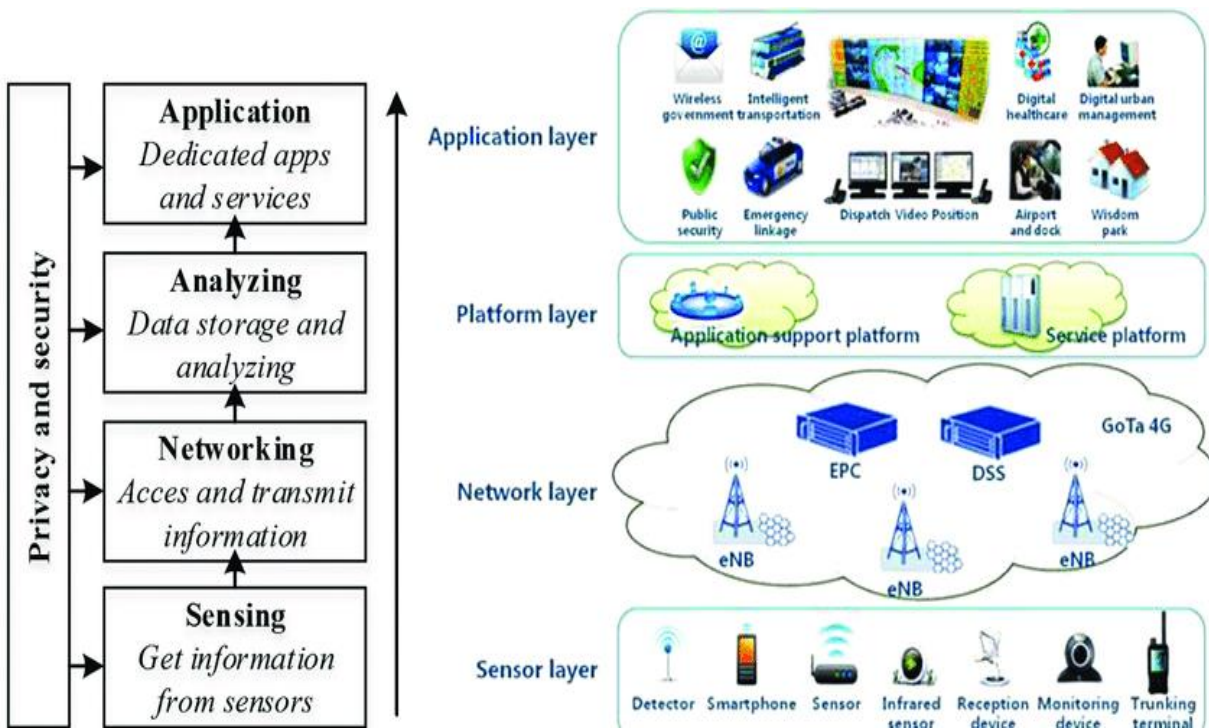 Privacy and security
Application
Dedicated apps
and services
Analyzing
Data storage and
analyzing
Networking
Acces and transmit
information
Sensing
Get information
from sensors
Application layer
Wireless
government
Intelligent
transportation
Digital
healthcare
Digital urban
management
Public
security
Emergency
linkage
Dispatch Video Position
Airport
and dock
Wisdom
park
Platform layer
Application support platform
Service platform
Network layer
GoTa 4G
EPC
DSS
eNB
eNB
eNB
Sensor layer
Detector
Smartphone
Sensor
Infrared
sensor
Reception
device
Monitoring
device
Trunking
terminal